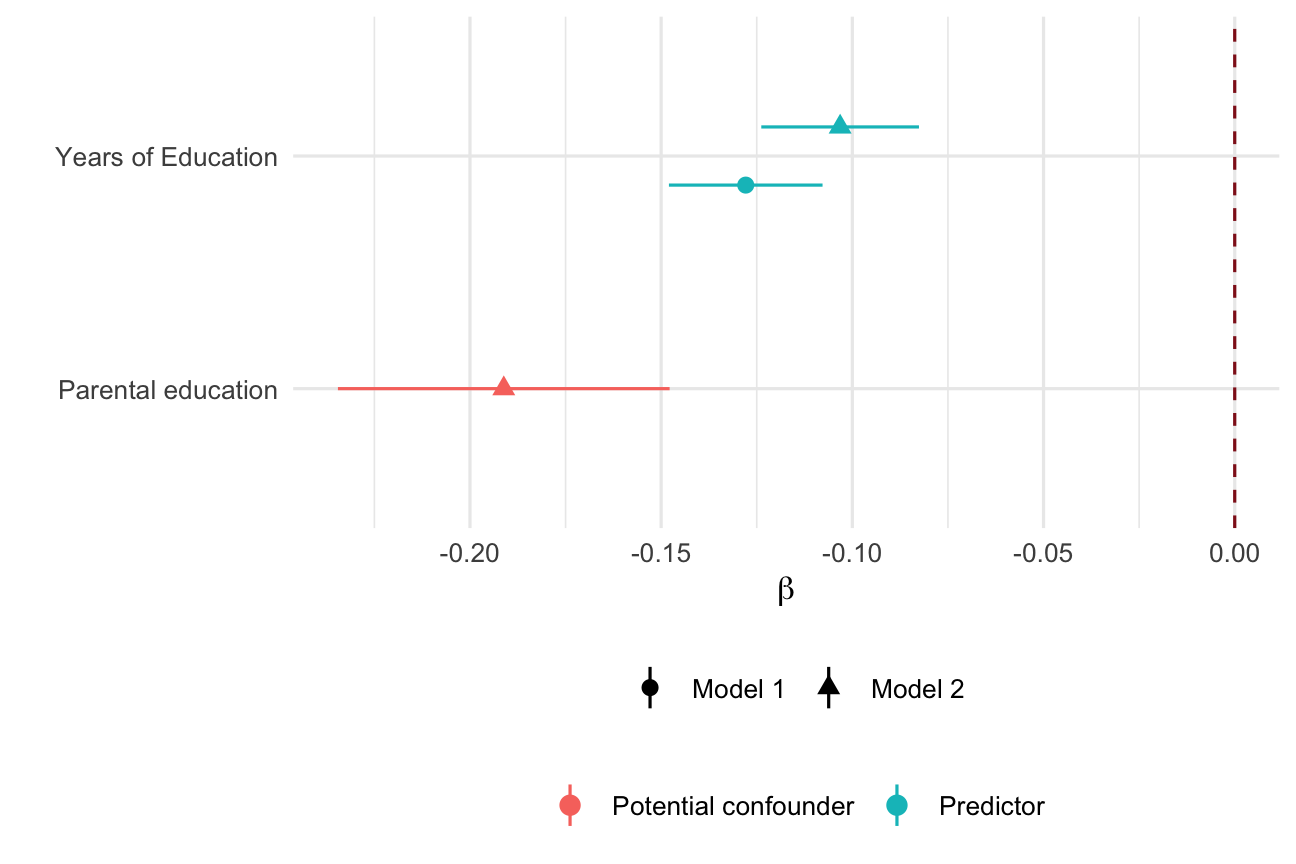 Years of Education
Parental education
-0.20 -0.15 -0.10 -0.05 0.00
β
Model 1 Model 2
Potential confounder Predictor